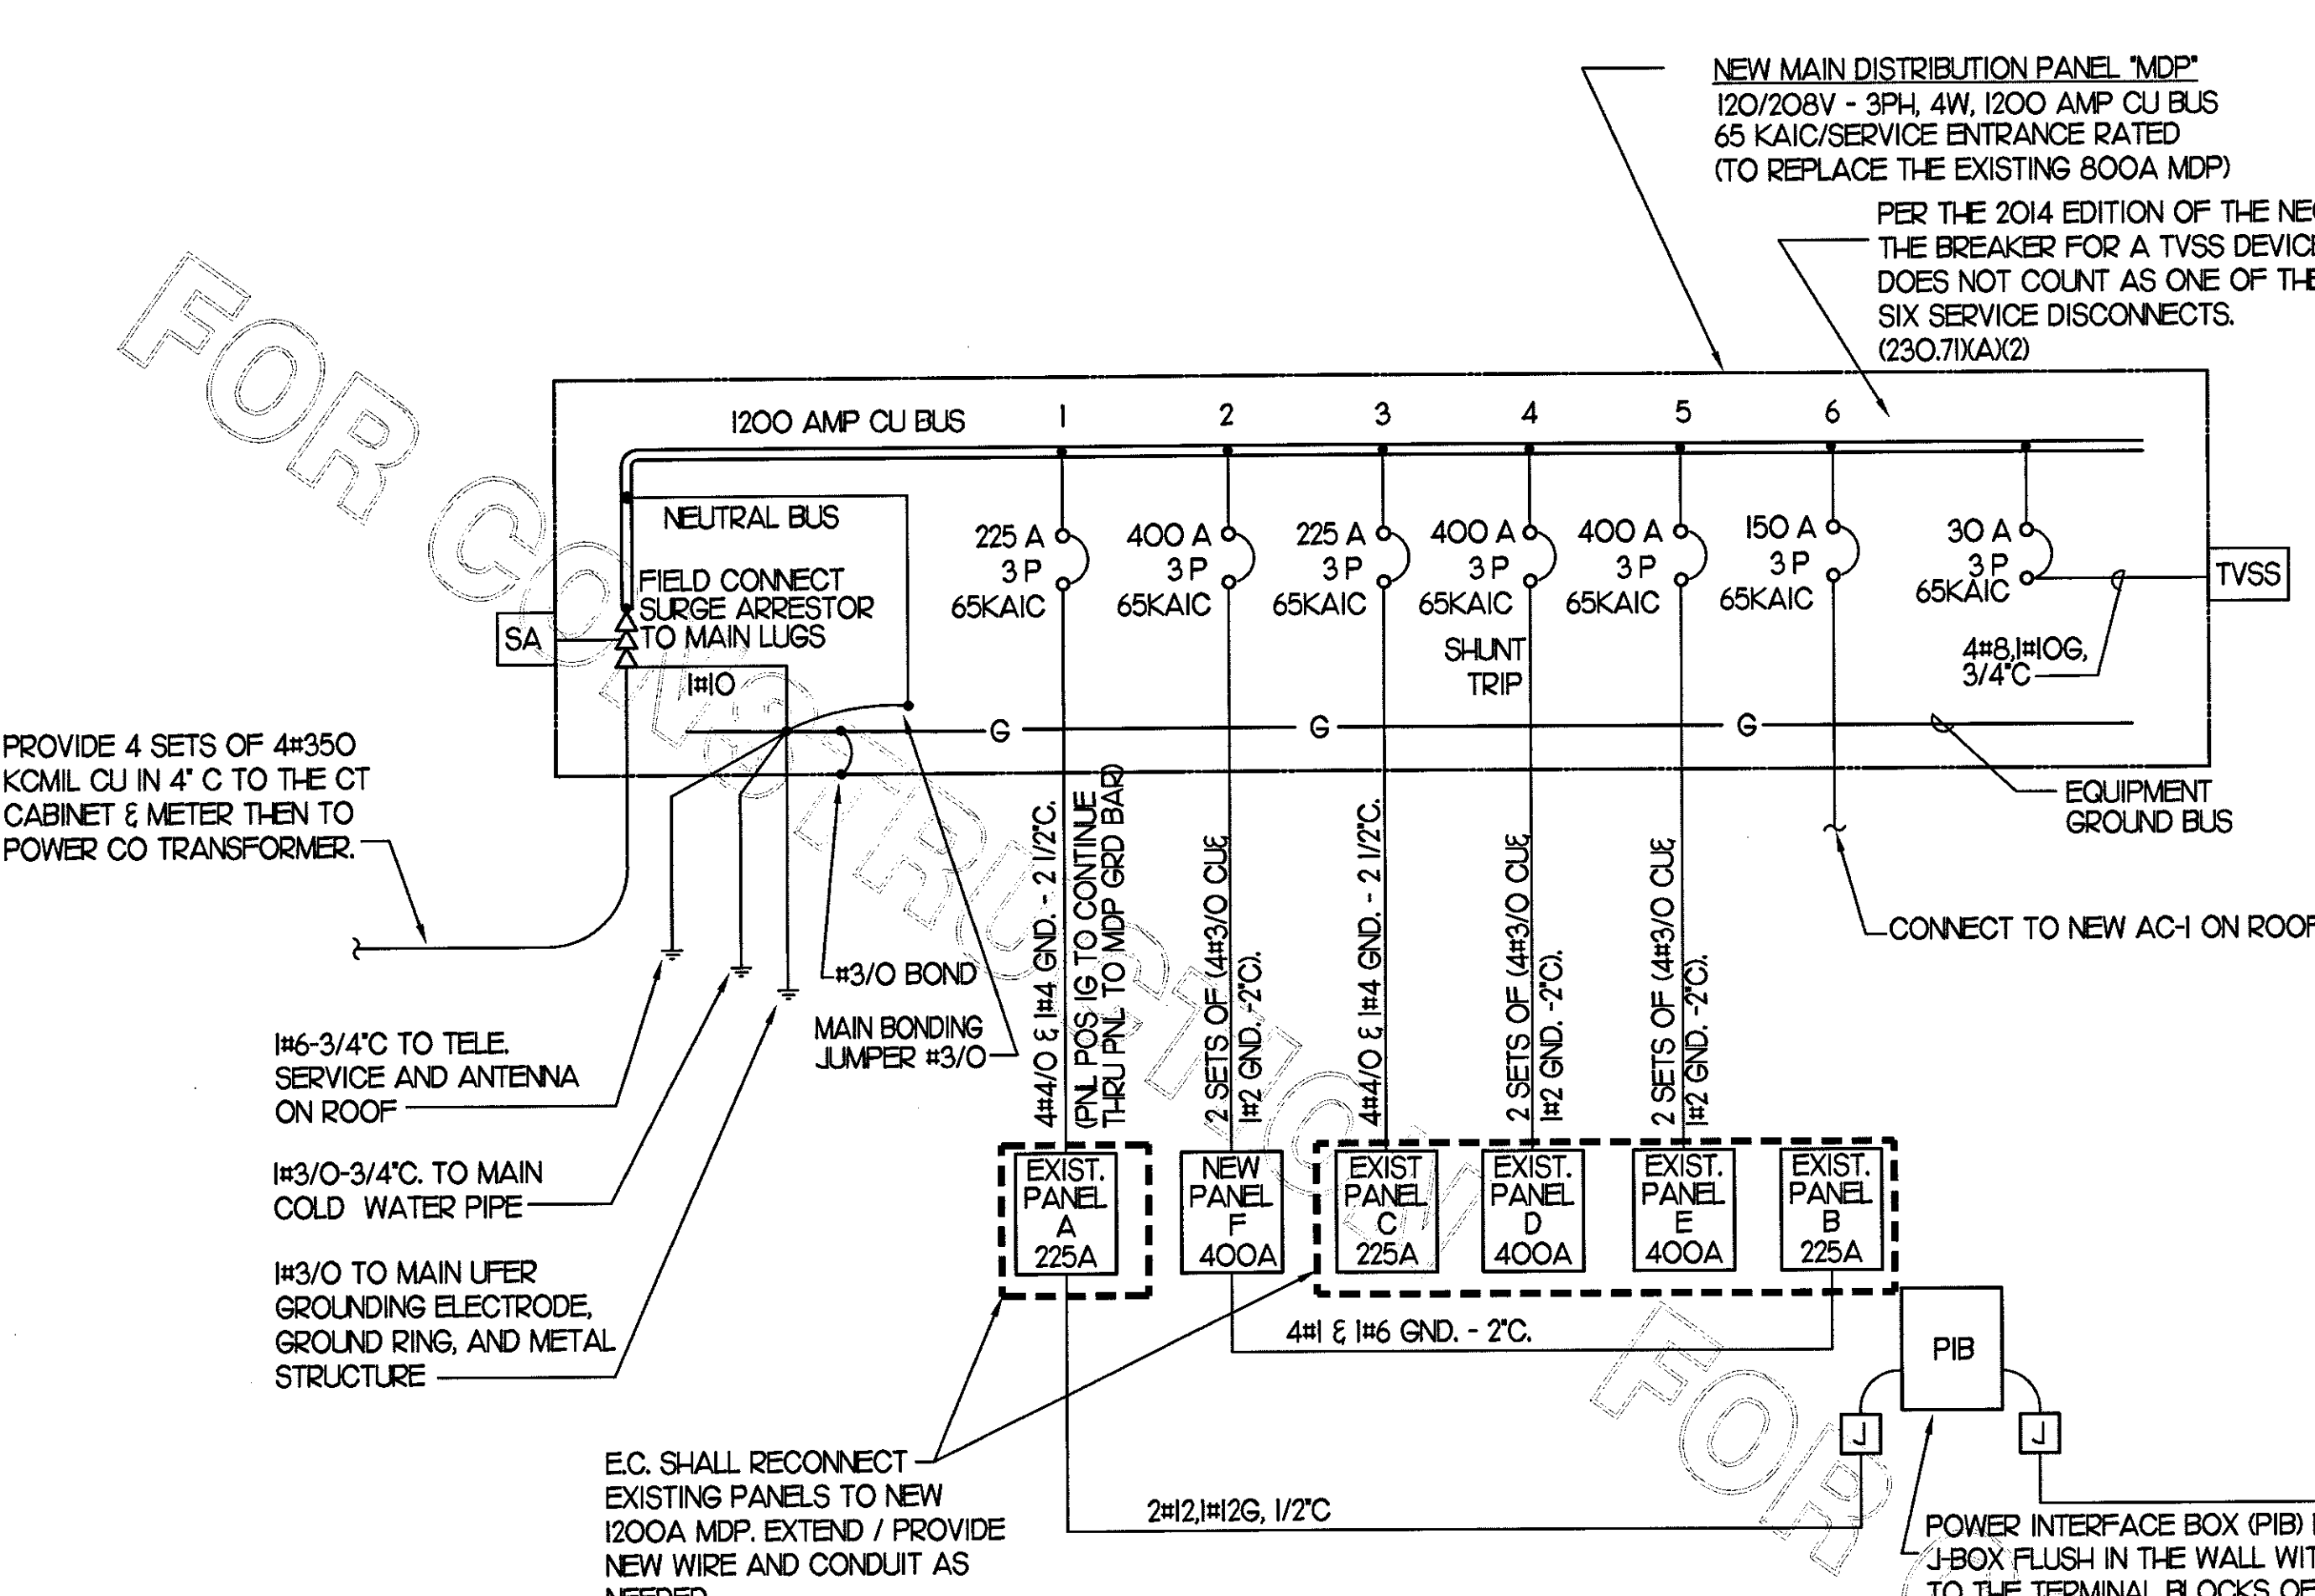 NEW MAIN DISTRIBUTION PANEL "MDP"
120/208V - 3PH, 4W, 1200 AMP CU BUS
65 KAIC/SERVICE ENTRANCE RATED
(TO REPLACE THE EXISTING 800A MDP)
PER THE 2014 EDITION OF THE NEC
THE BREAKER FOR A TVSS DEVICE
DOES NOT COUNT AS ONE OF THE
SIX SERVICE DISCONNECTS.
(230.71)(A)(2)
1200 AMP CU BUS
1 2 3 4 5 6
NEUTRAL BUS
FIELD CONNECT
SURGE ARRESTOR
TO MAIN LUGS
SA
1#10
225 A
3 P
65KAIC
400 A
3 P
65KAIC
225 A
3 P
65KAIC
400 A
3 P
65KAIC
SHUNT
TRIP
400 A
3 P
65KAIC
150 A
3 P
65KAIC
30 A
3 P
65KAIC
TVSS
4#8,1#10G,
3/4"C
G G G
EQUIPMENT
GROUND BUS
PROVIDE 4 SETS OF 4#350
KCMIL CU IN 4" C TO THE CT
CABINET & METER THEN TO
POWER CO TRANSFORMER.
#3/0 BOND
MAIN BONDING
JUMPER #3/0
4#4/0 & 1#4 GND. - 2 1/2"C.
(PNL POS IG TO CONTINUE
THRU PNL TO MDP GRD BAR)
2 SETS OF (4#3/0 CU&
1#2 GND. -2"C).
4#4/0 & 1#4 GND. - 2 1/2"C.
2 SETS OF (4#3/0 CU&
1#2 GND. -2"C).
2 SETS OF (4#3/0 CU&
1#2 GND. -2"C).
CONNECT TO NEW AC-1 ON ROOF
1#6-3/4"C TO TELE.
SERVICE AND ANTENNA
ON ROOF
1#3/0-3/4"C. TO MAIN
COLD WATER PIPE
1#3/0 TO MAIN UFER
GROUNDING ELECTRODE,
GROUND RING, AND METAL
STRUCTURE
EXIST.
PANEL
A
225A
NEW
PANEL
F
400A
EXIST
PANEL
C
225A
EXIST.
PANEL
D
400A
EXIST.
PANEL
E
400A
EXIST.
PANEL
B
225A
4#1 & 1#6 GND. - 2"C.
PIB
J
J
E.C. SHALL RECONNECT
EXISTING PANELS TO NEW
1200A MDP. EXTEND / PROVIDE
NEW WIRE AND CONDUIT AS
NEEDED
2#12,1#12G, 1/2"C
POWER INTERFACE BOX (PIB)
J-BOX FLUSH IN THE WALL
TO THE TERMINAL BLOCKS OF
FOR CONSTRUCTION
FOR